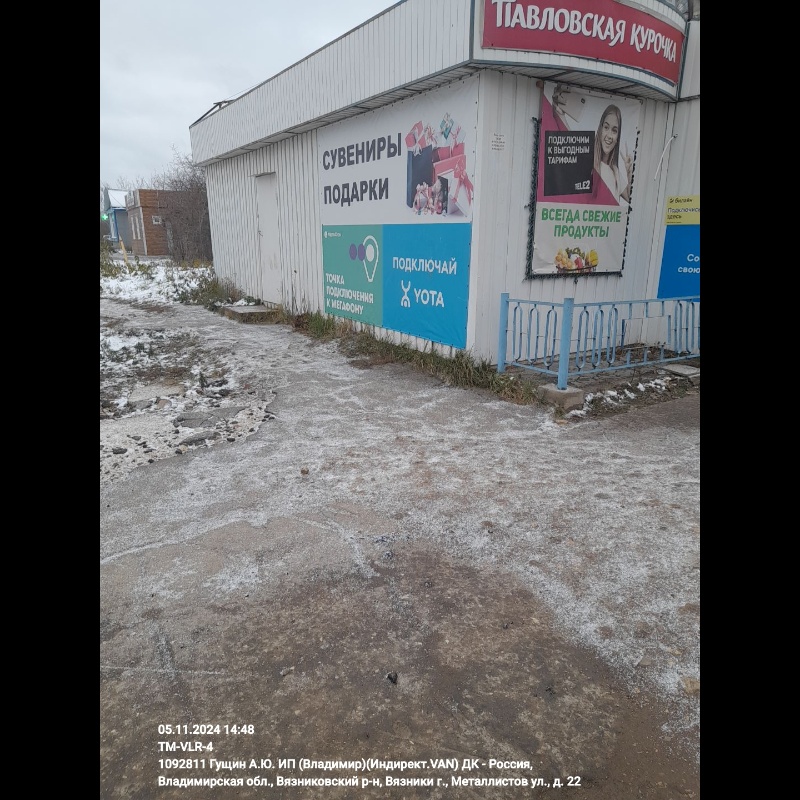 ПАВЛОВСКАЯ КУРОЧКА
СУВЕНИРЫ
ПОДАРКИ
ПОДКЛЮЧИМ
К ВЫГОДНЫМ
ТАРИФАМ
TELE2
ВСЕГДА СВЕЖИЕ
ПРОДУКТЫ
ТОЧКА
ПОДКЛЮЧЕНИЯ
К МЕГАФОНУ
ПОДКЛЮЧАЙ
YOTA
билайн
05.11.2024 14:48
TM-VLR-4
1092811 Гущин А.Ю. ИП (Владимир)(Индирект.VAN) ДК - Россия,
Владимирская обл., Вязниковский р-н, Вязники г., Металлистов ул., д. 22